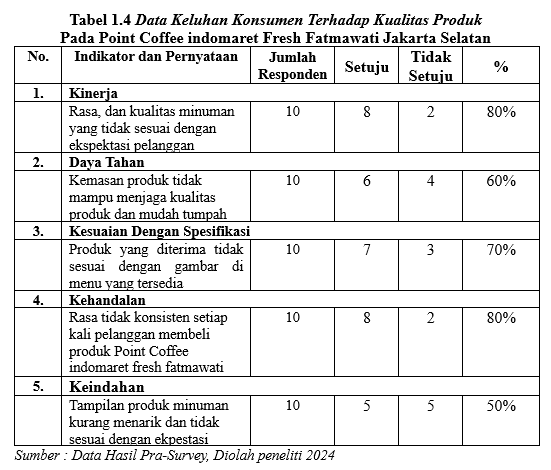 Tabel 1.4 Data Keluhan Konsumen Terhadap Kualitas Produk
Pada Point Coffee indomaret Fresh Fatmawati Jakarta Selatan
No. Indikator dan Pernyataan Jumlah Responden Setuju Tidak Setuju %
1. Kinerja
Rasa, dan kualitas minuman 10 8 2 80%
yang tidak sesuai dengan
ekspektasi pelanggan
2. Daya Tahan
Kemasan produk tidak 10 6 4 60%
mampu menjaga kualitas
produk dan mudah tumpah
3. Kesuaian Dengan Spesifikasi
Produk yang diterima tidak 10 7 3 70%
sesuai dengan gambar di
menu yang tersedia
4. Kehandalan
Rasa tidak konsisten setiap 10 8 2 80%
kali pelanggan membeli
produk Point Coffee
indomaret fresh fatmawati
5. Keindahan
Tampilan produk minuman 10 5 5 50%
kurang menarik dan tidak
sesuai dengan ekpestasi
Sumber : Data Hasil Pra-Survey, Diolah peneliti 2024